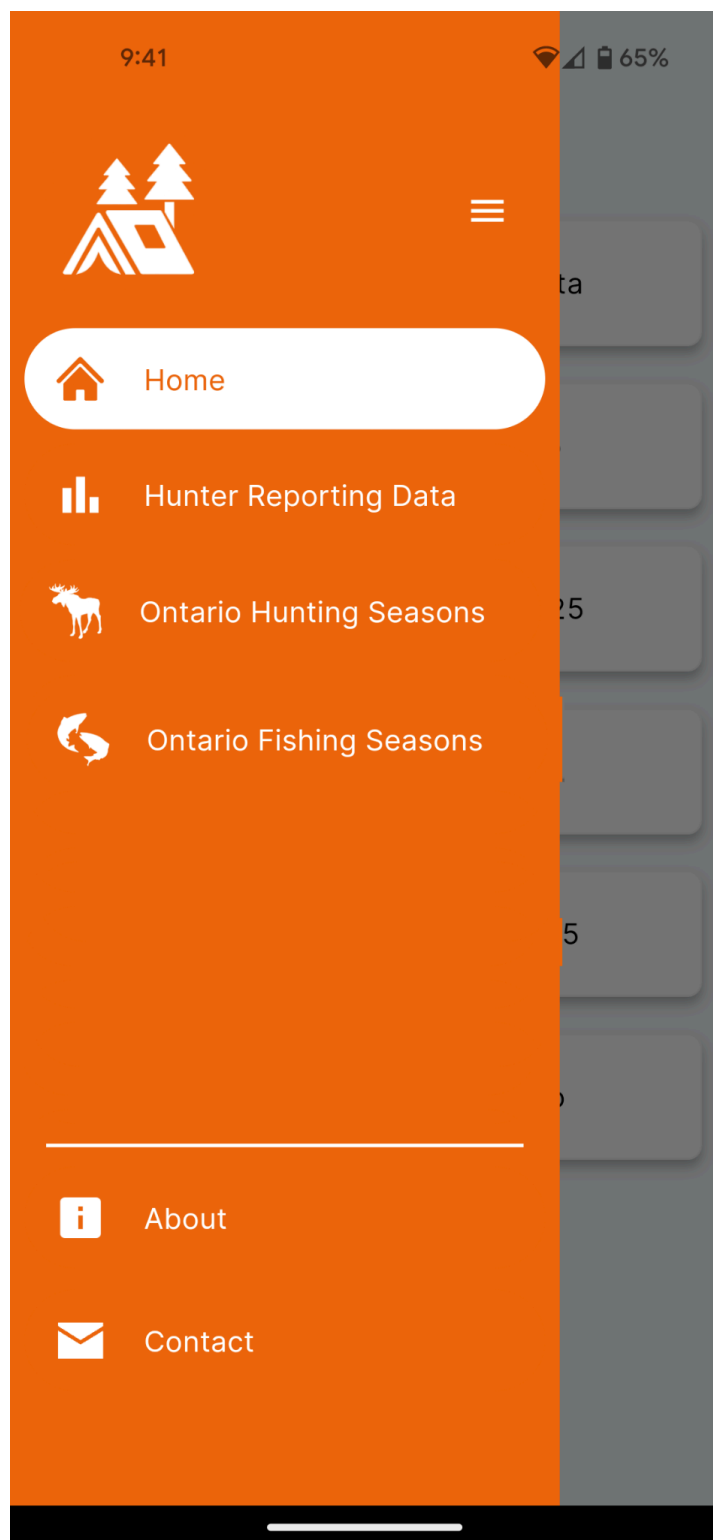 9:41
65%
Home
Hunter Reporting Data
Ontario Hunting Seasons
Ontario Fishing Seasons
About
Contact